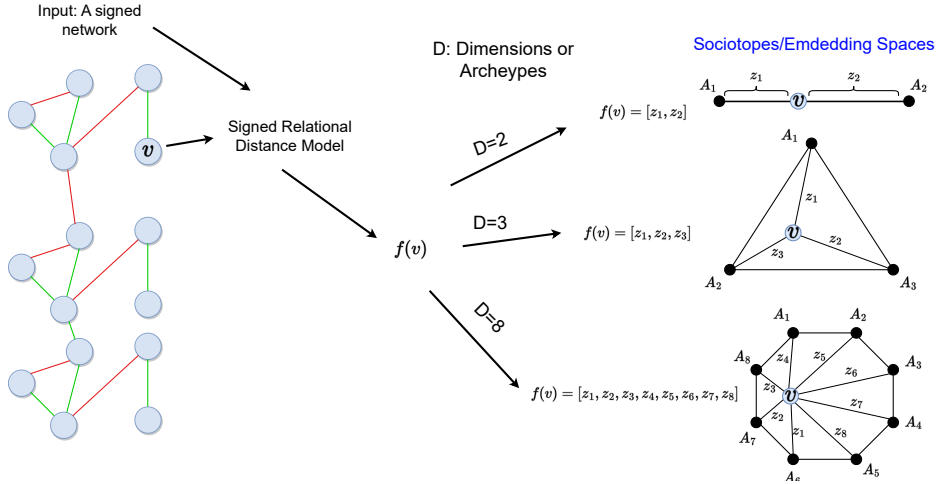 Input: A signed
network
D: Dimensions or
Archeypes
Sociotopes/Emdedding Spaces
A₁ z₁ z₂ A₂
v
f(v) = [z₁, z₂]
Signed Relational
Distance Model
v
D=2
A₁
z₁
D=3
f(v) = [z₁, z₂, z₃]
v
z₂
z₃
f(v)
A₂
A₃
D=8
A₁ A₂
z₄ z₅
A₈ A₃
z₃ z₆
f(v) = [z₁, z₂, z₃, z₄, z₅, z₆, z₇, z₈]
v
z₇
z₂
A₇ A₄
z₁ z₈
A₆ A₅